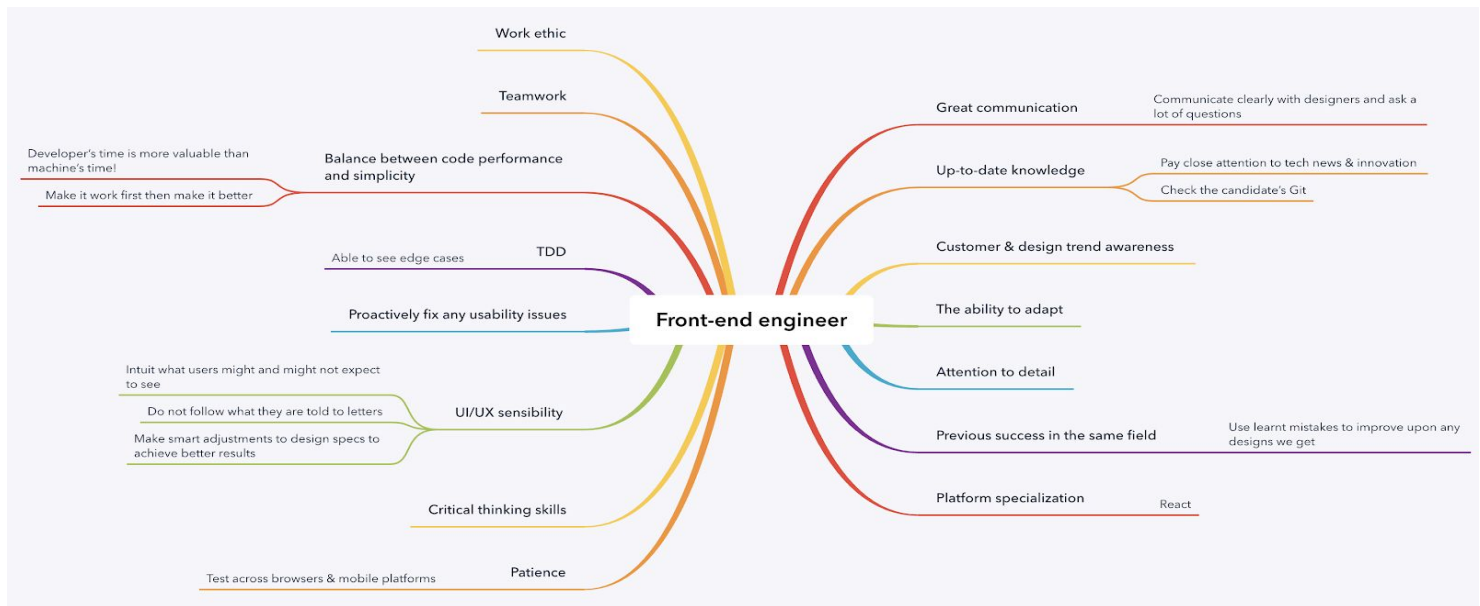 Front-end engineer
Work ethic
Teamwork
Balance between code performance
and simplicity
Developer's time is more valuable than
machine's time!
Make it work first then make it better
TDD
Able to see edge cases
Proactively fix any usability issues
UI/UX sensibility
Intuit what users might and might not expect
to see
Do not follow what they are told to letters
Make smart adjustments to design specs to
achieve better results
Critical thinking skills
Patience
Test across browsers & mobile platforms
Great communication
Communicate clearly with designers and ask a
lot of questions
Up-to-date knowledge
Pay close attention to tech news & innovation
Check the candidate's Git
Customer & design trend awareness
The ability to adapt
Attention to detail
Previous success in the same field
Use learnt mistakes to improve upon any
designs we get
Platform specialization
React